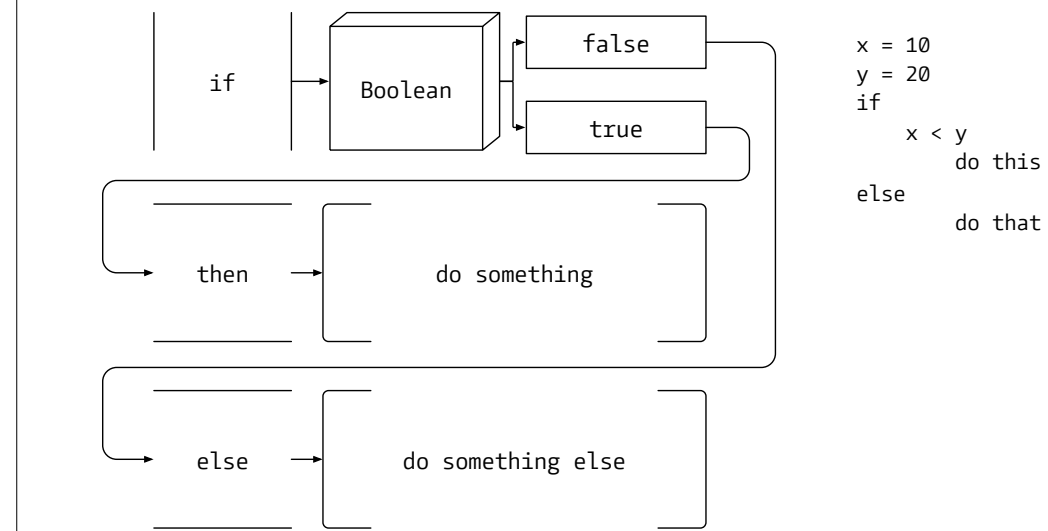 if
Boolean
false
true
then
do something
else
do something else
x = 10
y = 20
if
    x < y
        do this
else
        do that